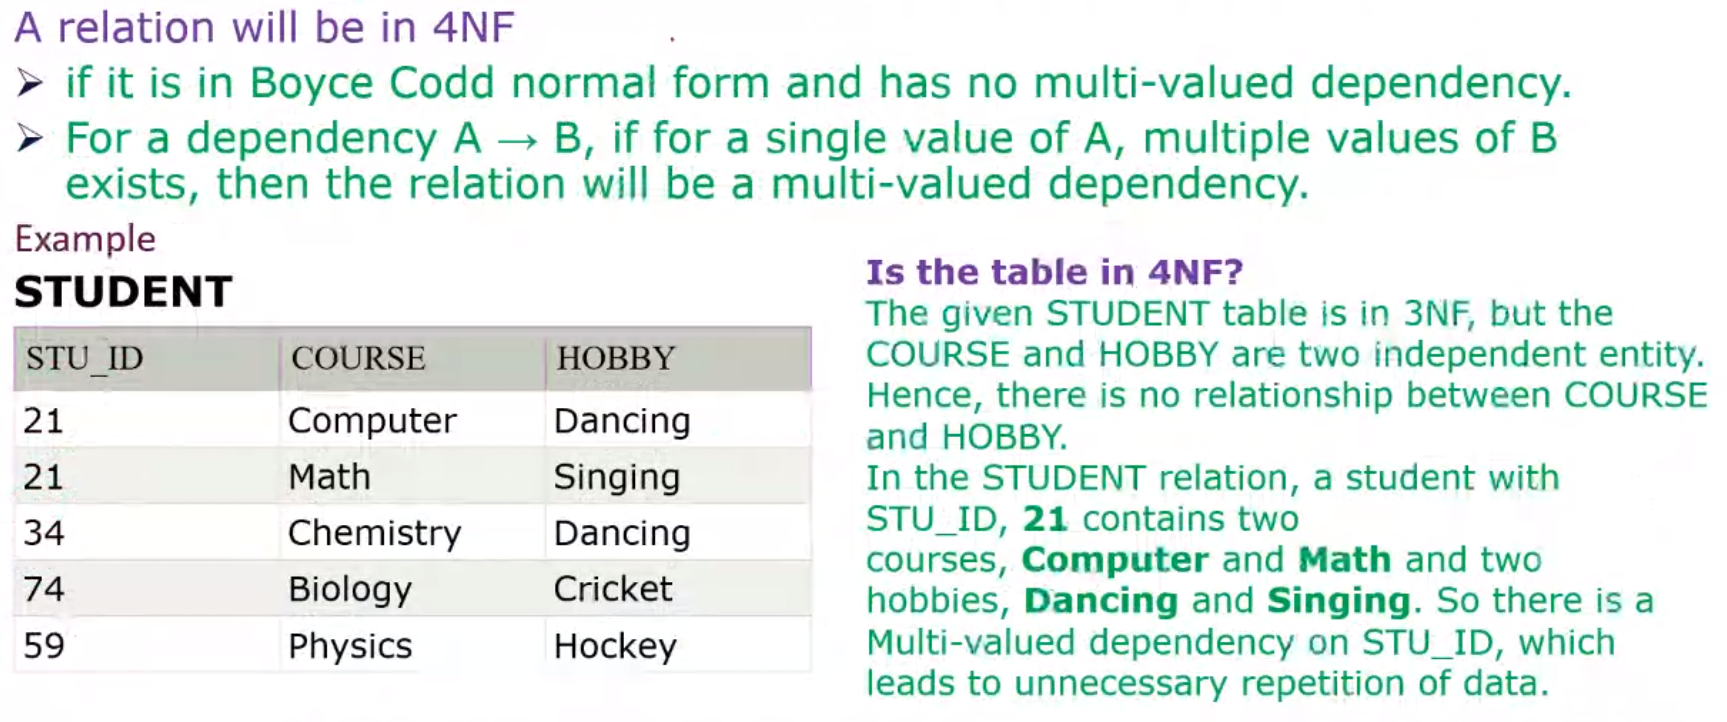 A relation will be in 4NF
➢ if it is in Boyce Codd normal form and has no multi-valued dependency.
➢ For a dependency A → B, if for a single value of A, multiple values of B
exists, then the relation will be a multi-valued dependency.
Example
STUDENT
STU_ID COURSE HOBBY
21 Computer Dancing
21 Math Singing
34 Chemistry Dancing
74 Biology Cricket
59 Physics Hockey
Is the table in 4NF?
The given STUDENT table is in 3NF, but the
COURSE and HOBBY are two independent entity.
Hence, there is no relationship between COURSE
and HOBBY.
In the STUDENT relation, a student with
STU_ID, 21 contains two
courses, Computer and Math and two
hobbies, Dancing and Singing. So there is a
Multi-valued dependency on STU_ID, which
leads to unnecessary repetition of data.